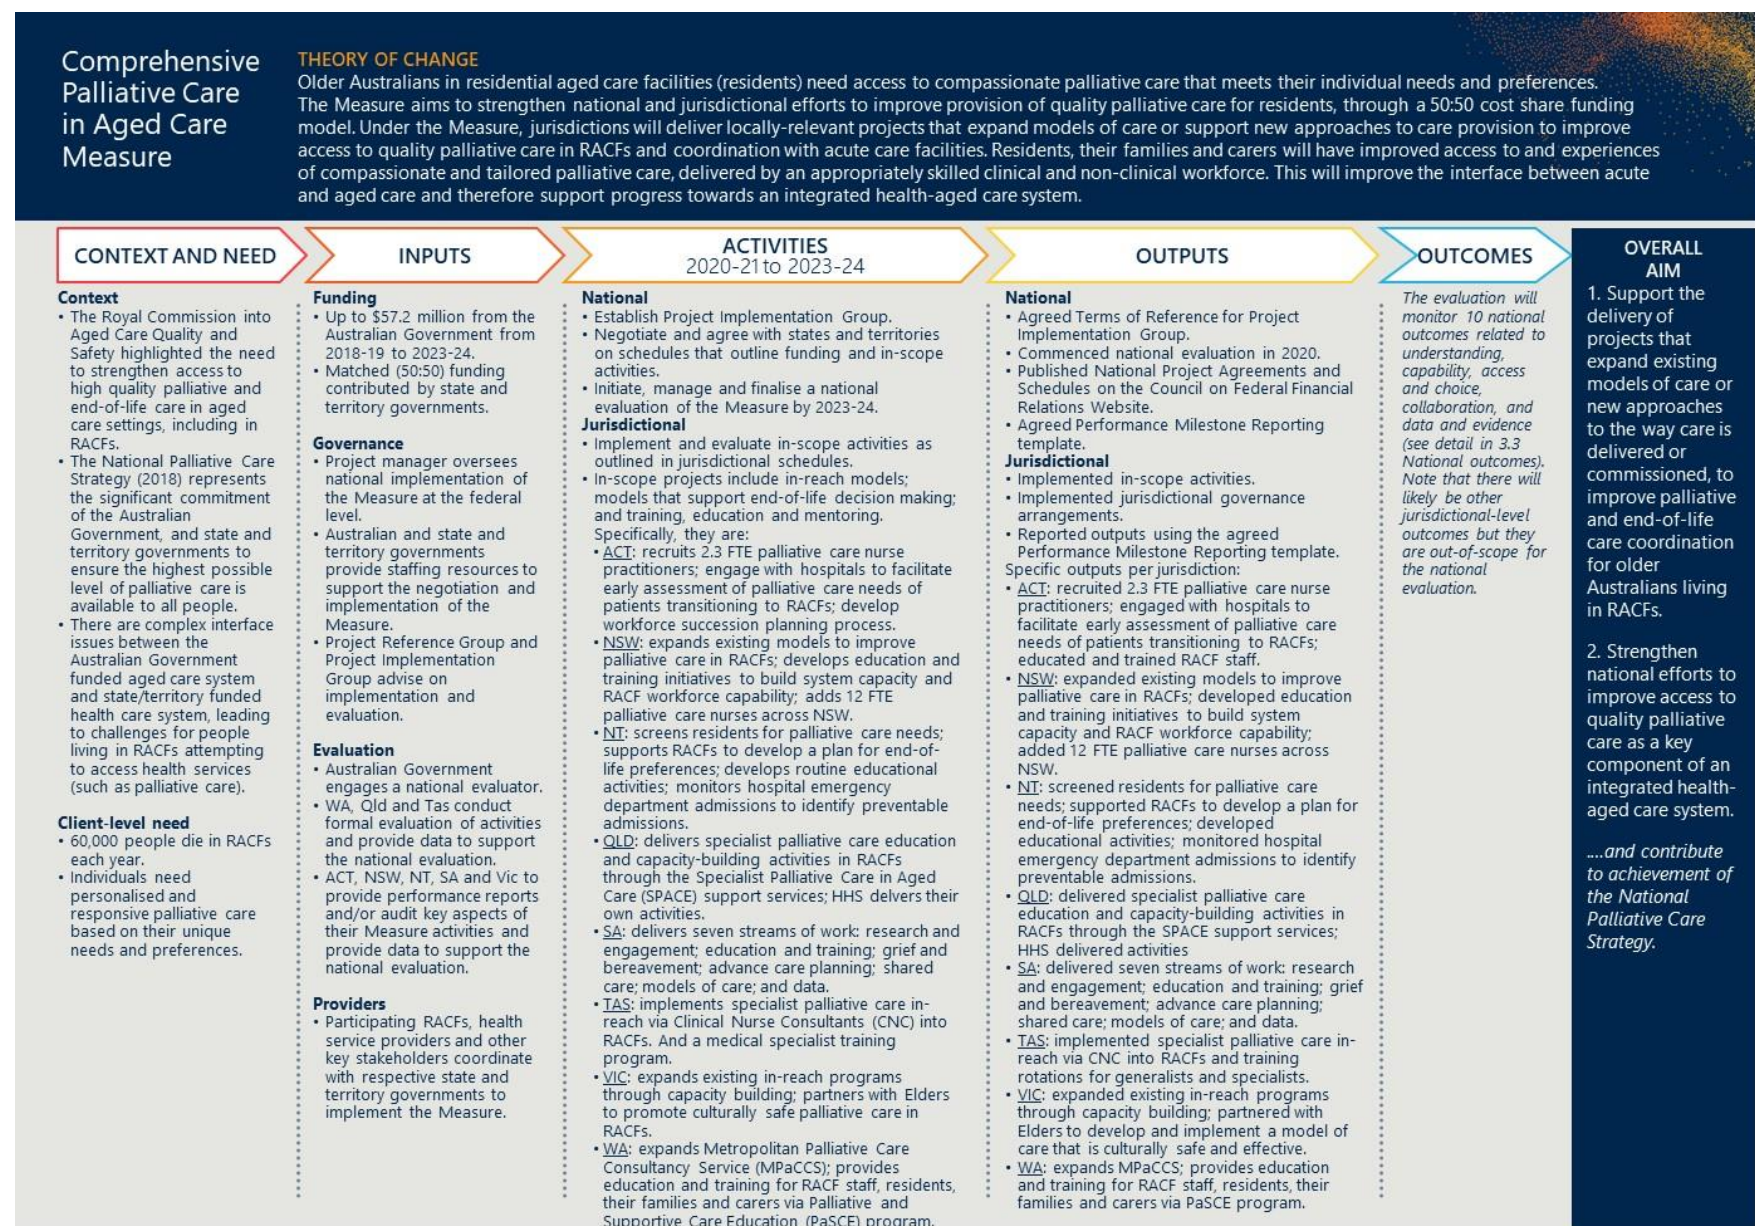 Comprehensive
Palliative Care
in Aged Care
Measure
THEORY OF CHANGE
Older Australians in residential aged care facilities (residents) need access to compassionate palliative care that meets their individual needs and preferences.
The Measure aims to strengthen national and jurisdictional efforts to improve provision of quality palliative care for residents, through a 50:50 cost share funding
model. Under the Measure, jurisdictions will deliver locally-relevant projects that expand models of care or support new approaches to care provision to improve
access to quality palliative care in RACFs and coordination with acute care facilities. Residents, their families and carers will have improved access to and experiences
of compassionate and tailored palliative care, delivered by an appropriately skilled clinical and non-clinical workforce. This will improve the interface between acute
and aged care and therefore support progress towards an integrated health-aged care system.
CONTEXT AND NEED
Context
• The Royal Commission into
Aged Care Quality and
Safety highlighted the need
to strengthen access to
high quality palliative and
end-of-life care in aged
care settings, including in
RACFs.
• The National Palliative Care
Strategy (2018) represents
the significant commitment
of the Australian
Government, and state and
territory governments to
ensure the highest possible
level of palliative care is
available to all people.
• There are complex interface
issues between the
Australian Government
funded aged care system
and state/territory funded
health care system, leading
to challenges for people
living in RACFs attempting
to access health services
(such as palliative care).
Client-level need
• 60,000 people die in RACFs
each year.
• Individuals need
personalised and
responsive palliative care
based on their unique
needs and preferences.
INPUTS
Funding
• Up to $57.2 million from the
Australian Government from
2018-19 to 2023-24.
• Matched (50:50) funding
contributed by state and
territory governments.
Governance
• Project manager oversees
national implementation of
the Measure at the federal
level.
• Australian and state and
territory governments
provide staffing resources to
support the negotiation and
implementation of the
Measure.
• Project Reference Group and
Project Implementation
Group advise on
implementation and
evaluation.
Evaluation
• Australian Government
engages a national evaluator.
• WA, Qld and Tas conduct
formal evaluation of activities
and provide data to support
the national evaluation.
• ACT, NSW, NT, SA and Vic to
provide performance reports
and/or audit key aspects of
their Measure activities and
provide data to support the
national evaluation.
Providers
• Participating RACFs, health
service providers and other
key stakeholders coordinate
with respective state and
territory governments to
implement the Measure.
ACTIVITIES
2020-21 to 2023-24
National
• Establish Project Implementation Group.
• Negotiate and agree with states and territories
on schedules that outline funding and in-scope
activities.
• Initiate, manage and finalise a national
evaluation of the Measure by 2023-24.
Jurisdictional
• Implement and evaluate in-scope activities as
outlined in jurisdictional schedules.
• In-scope projects include in-reach models;
models that support end-of-life decision making;
and training, education and mentoring.
Specifically, they are:
• ACT: recruits 2.3 FTE palliative care nurse
practitioners; engage with hospitals to facilitate
early assessment of palliative care needs of
patients transitioning to RACFs; develop
workforce succession planning process.
• NSW: expands existing models to improve
palliative care in RACFs; develops education and
training initiatives to build system capacity and
RACF workforce capability; adds 12 FTE
palliative care nurses across NSW.
• NT: screens residents for palliative care needs;
supports RACFs to develop a plan for end-of-
life preferences; develops routine educational
activities; monitors hospital emergency
department admissions to identify preventable
admissions.
• QLD: delivers specialist palliative care education
and capacity-building activities in RACFs
through the Specialist Palliative Care in Aged
Care (SPACE) support services; HHS delvers their
own activities.
• SA: delivers seven streams of work: research and
engagement; education and training; grief and
bereavement; advance care planning; shared
care; models of care; and data.
• TAS: implements specialist palliative care in-
reach via Clinical Nurse Consultants (CNC) into
RACFs. And a medical specialist training
program.
• VIC: expands existing in-reach programs
through capacity building; partners with Elders
to promote culturally safe palliative care in
RACFs.
• WA: expands Metropolitan Palliative Care
Consultancy Service (MPaCCS); provides
education and training for RACF staff, residents,
their families and carers via Palliative and
Supportive Care Education (PaSCE) program.
OUTPUTS
National
• Agreed Terms of Reference for Project
Implementation Group.
• Commenced national evaluation in 2020.
• Published National Project Agreements and
Schedules on the Council on Federal Financial
Relations Website.
• Agreed Performance Milestone Reporting
template.
Jurisdictional
• Implemented in-scope activities.
• Implemented jurisdictional governance
arrangements.
• Reported outputs using the agreed
Performance Milestone Reporting template.
Specific outputs per jurisdiction:
• ACT: recruited 2.3 FTE palliative care nurse
practitioners; engaged with hospitals to
facilitate early assessment of palliative care
needs of patients transitioning to RACFs;
educated and trained RACF staff.
• NSW: expanded existing models to improve
palliative care in RACFs; developed education
and training initiatives to build system
capacity and RACF workforce capability;
added 12 FTE palliative care nurses across
NSW.
• NT: screened residents for palliative care
needs; supported RACFs to develop a plan for
end-of-life preferences; developed
educational activities; monitored hospital
emergency department admissions to identify
preventable admissions.
• QLD: delivered specialist palliative care
education and capacity-building activities in
RACFs through the SPACE support services;
HHS delivered activities
• SA: delivered seven streams of work: research
and engagement; education and training; grief
and bereavement; advance care planning;
shared care; models of care; and data.
• TAS: implemented specialist palliative care in-
reach via CNC into RACFs and training
rotations for generalists and specialists.
• VIC: expanded existing in-reach programs
through capacity building; partnered with
Elders to develop and implement a model of
care that is culturally safe and effective.
• WA: expands MPaCCS; provides education
and training for RACF staff, residents, their
families and carers via PaSCE program.
OUTCOMES
The evaluation will
monitor 10 national
outcomes related to
understanding,
capability, access
and choice,
collaboration, and
data and evidence
(see detail in 3.3
National outcomes).
Note that there will
likely be other
jurisdictional-level
outcomes but they
are out-of-scope for
the national
evaluation.
OVERALL
AIM
1. Support the
delivery of
projects that
expand existing
models of care or
new approaches
to the way care is
delivered or
commissioned, to
improve palliative
and end-of-life
care coordination
for older
Australians living
in RACFs.
2. Strengthen
national efforts to
improve access to
quality palliative
care as a key
component of an
integrated health-
aged care system.
....and contribute
to achievement of
the National
Palliative Care
Strategy.